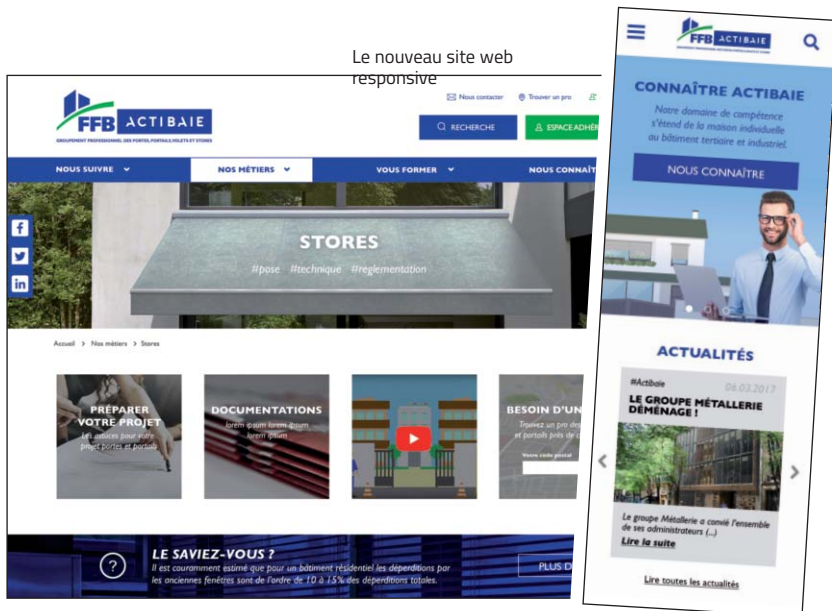 Le nouveau site web
responsive
FFB ACTIBAIE
GROUPEMENT PROFESSIONNEL DES PORTES, PORTAILS, VOLETS ET STORES
Nous contacter
Trouver un pro
RECHERCHE
ESPACE ADHÉR
NOUS SUIVRE
NOS MÉTIERS
VOUS FORMER
NOUS CONNAÎT
STORES
#pose #technique #reglementation
Accueil > Nos métiers > Stores
PRÉPARER
VOTRE PROJET
Les astuces pour votre
projet portes et portails
DOCUMENTATIONS
lorem ipsum lorem ipsum
lorem ipsum
BESOIN D'UN
Trouvez un pro des
et portails près de c
Votre code postal
LE SAVIEZ-VOUS ?
Il est couramment estimé que pour un bâtiment résidentiel les déperditions par
les anciennes fenêtres sont de l'ordre de 10 à 15% des déperditions totales.
PLUS D
FFB ACTIBAIE
CONNAÎTRE ACTIBAIE
Notre domaine de compétence
s'étend de la maison individuelle
au bâtiment tertiaire et industriel.
NOUS CONNAÎTRE
ACTUALITÉS
#Actibaie
06.03.2017
LE GROUPE MÉTALLERIE
DÉMÉNAGE !
Le groupe Métallerie a convié l'ensemble
de ses administrateurs (...)
Lire la suite
Lire toutes les actualités